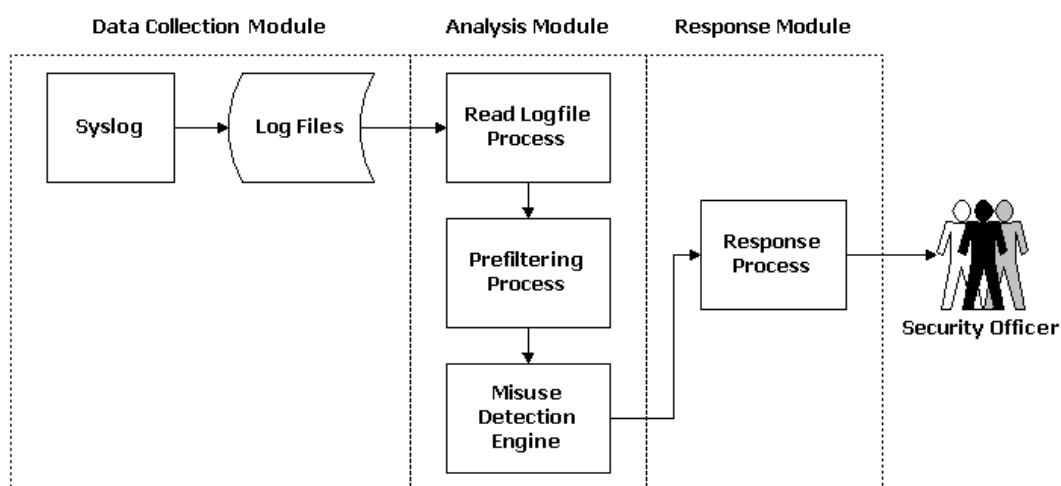 Data Collection Module
Analysis Module
Response Module
Syslog
Log Files
Read Logfile
Process
Prefiltering
Process
Misuse
Detection
Engine
Response
Process
Security Officer